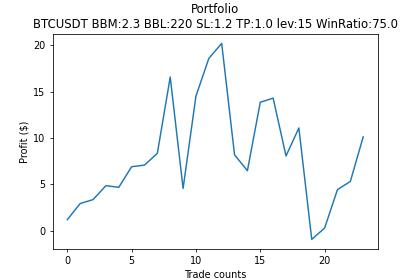 Portfolio
BTCUSDT BBM:2.3 BBL:220 SL:1.2 TP:1.0 lev:15 WinRatio:75.0
20
15
10
5
0
Profit ($)
0 5 10 15 20
Trade counts